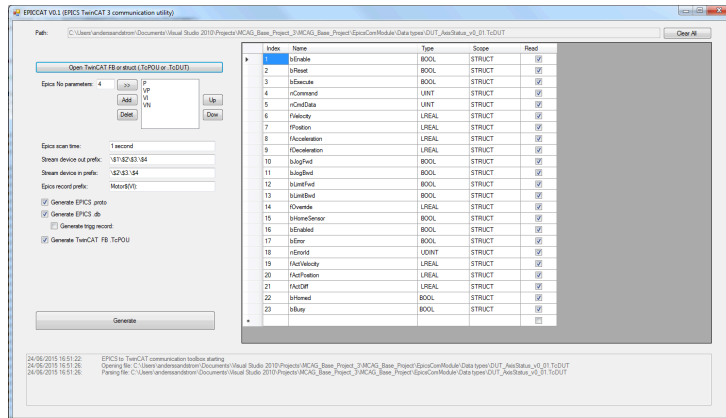 EPICCAT V0.1 (EPICS TwinCAT 3 communication utility)
Path: C:\Users\anderssandstrom\Documents\Visual Studio 2010\Projects\MCAG_Base_Project_3\MCAG_Base_Project\EpicsComModule\Data types\DUT_AxisStatus_v0_01.TcDUT
Clear All
Open TwinCAT FB or struct (.TcPOU or .TcDUT)
Epics No parameters: 4
>>
Add
Delet
P
VP
VI
VN
Up
Dow
Epics scan time: 1 second
Stream device out prefix: \$1\$2\$3.\$4
Stream device in prefix: \$2\$3.\$4
Epics record prefix: Motor$(VI):
Generate EPICS .proto
Generate EPICS .db
Generate trigg record:
Generate TwinCAT FB .TcPOU
Generate
Index Name Type Scope Read
1 bEnable BOOL STRUCT
2 bReset BOOL STRUCT
3 bExecute BOOL STRUCT
4 nCommand UINT STRUCT
5 nCmdData UINT STRUCT
6 fVelocity LREAL STRUCT
7 fPosition LREAL STRUCT
8 fAcceleration LREAL STRUCT
9 fDeceleration LREAL STRUCT
10 bJogFwd BOOL STRUCT
11 bJogBwd BOOL STRUCT
12 bLimitFwd BOOL STRUCT
13 bLimitBwd BOOL STRUCT
14 fOverride LREAL STRUCT
15 bHomeSensor BOOL STRUCT
16 bEnabled BOOL STRUCT
17 bError BOOL STRUCT
18 nErrorId UDINT STRUCT
19 fActVelocity LREAL STRUCT
20 fActPosition LREAL STRUCT
21 fActDiff LREAL STRUCT
22 bHomed BOOL STRUCT
23 bBusy BOOL STRUCT
24/06/2015 16:51:22: EPICS to TwinCAT communication toolbox starting
24/06/2015 16:51:26: Opening file: C:\Users\anderssandstrom\Documents\Visual Studio 2010\Projects\MCAG_Base_Project_3\MCAG_Base_Project\EpicsComModule\Data types\DUT_AxisStatus_v0_01.TcDUT
24/06/2015 16:51:26: Parsing file: C:\Users\anderssandstrom\Documents\Visual Studio 2010\Projects\MCAG_Base_Project_3\MCAG_Base_Project\EpicsComModule\Data types\DUT_AxisStatus_v0_01.TcDUT